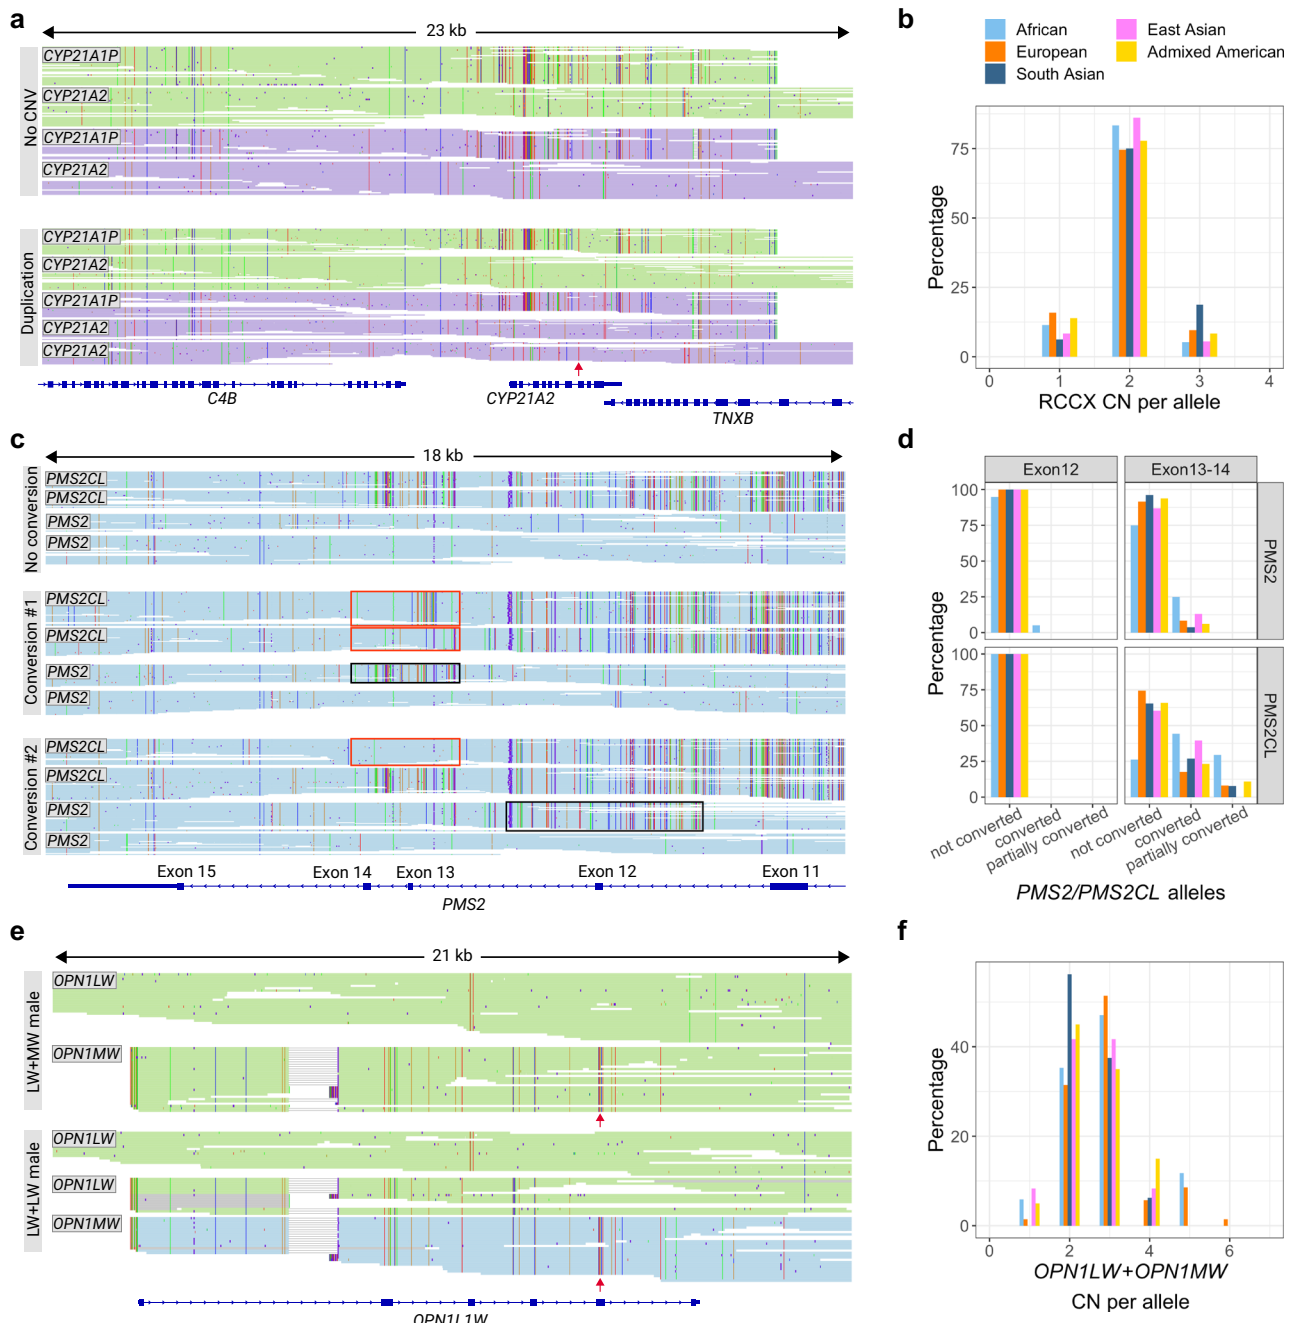 a
23 kb
No CNV
CYP21A1P
CYP21A2
CYP21A1P
CYP21A2
Duplication
CYP21A1P
CYP21A2
CYP21A1P
CYP21A2
CYP21A2
C4B
CYP21A2
TNXB
b
African
European
South Asian
East Asian
Admixed American
Percentage
75
50
25
0
0 1 2 3 4
RCCX CN per allele
c
18 kb
No conversion
PMS2CL
PMS2CL
PMS2
PMS2
Conversion #1
PMS2CL
PMS2CL
PMS2
PMS2
Conversion #2
PMS2CL
PMS2CL
PMS2
PMS2
Exon 15 Exon 14 Exon 13 Exon 12 Exon 11
PMS2
d
Exon12 Exon13-14
Percentage
100
75
50
25
0
PMS2
100
75
50
25
0
PMS2CL
not converted converted partially converted not converted converted partially converted
PMS2/PMS2CL alleles
e
21 kb
LW+MW male
OPN1LW
OPN1MW
LW+LW male
OPN1LW
OPN1LW
OPN1MW
OPN1L1W
f
Percentage
40
20
0
0 2 4 6
OPN1LW+OPN1MW
CN per allele